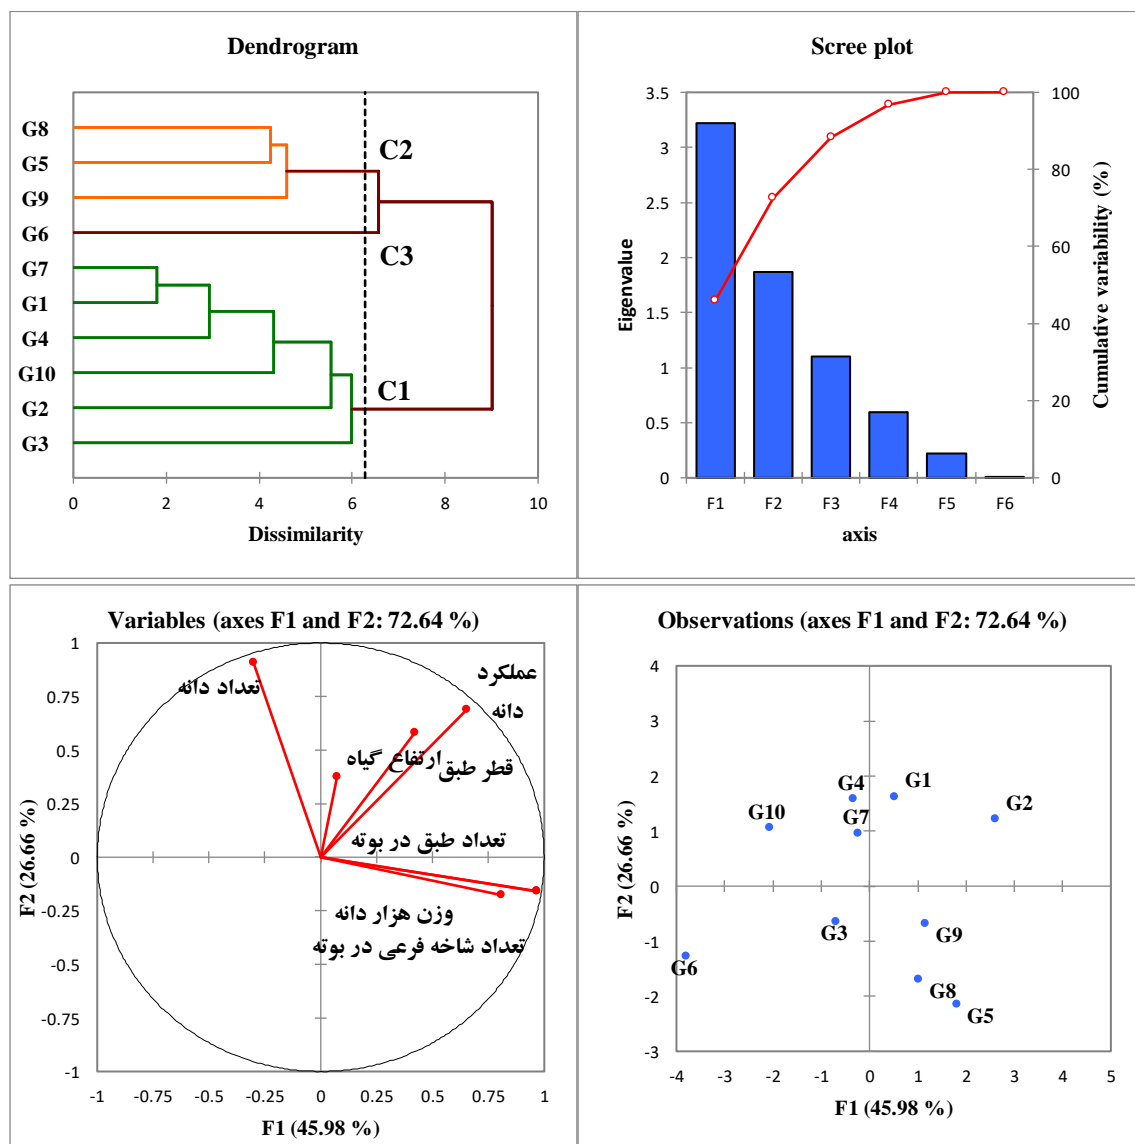 Dendrogram
G8
G5
G9
G6
G7
G1
G4
G10
G2
G3
C2
C3
C1
0 2 4 6 8 10
Dissimilarity
Scree plot
Eigenvalue
3.5
3
2.5
2
1.5
1
0.5
0
100
80
60
40
20
0
Cumulative variability (%)
F1 F2 F3 F4 F5 F6
axis
Variables (axes F1 and F2: 72.64 %)
F2 (26.66 %)
1
0.75
0.5
0.25
0
-0.25
-0.5
-0.75
-1
عملکرد
دانه
تعداد دانه
ارتفاع گیاه
قطر طبق
تعداد طبق در بوته
وزن هزار دانه
تعداد شاخه فرعی در بوته
-1 -0.75 -0.5 -0.25 0 0.25 0.5 0.75 1
F1 (45.98 %)
Observations (axes F1 and F2: 72.64 %)
F2 (26.66 %)
4
3
2
1
0
-1
-2
-3
G4
G1
G2
G10
G7
G3
G9
G6
G8
G5
-4 -3 -2 -1 0 1 2 3 4 5
F1 (45.98 %)